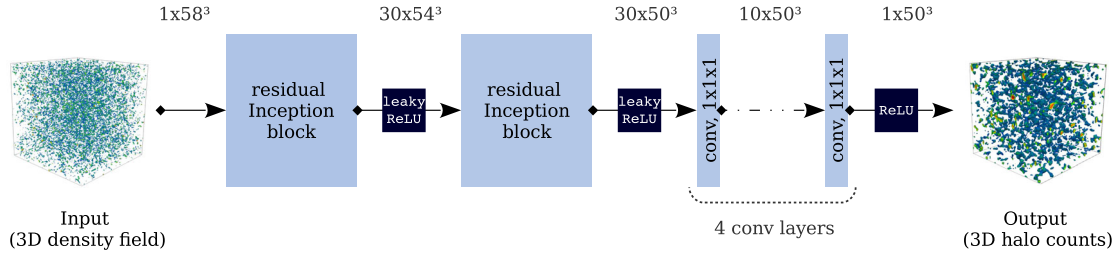 1x58³
30x54³
30x50³
10x50³
1x50³
residual
Inception
block
leaky
ReLU
residual
Inception
block
leaky
ReLU
conv, 1x1x1
conv, 1x1x1
ReLU
Input
(3D density field)
4 conv layers
Output
(3D halo counts)